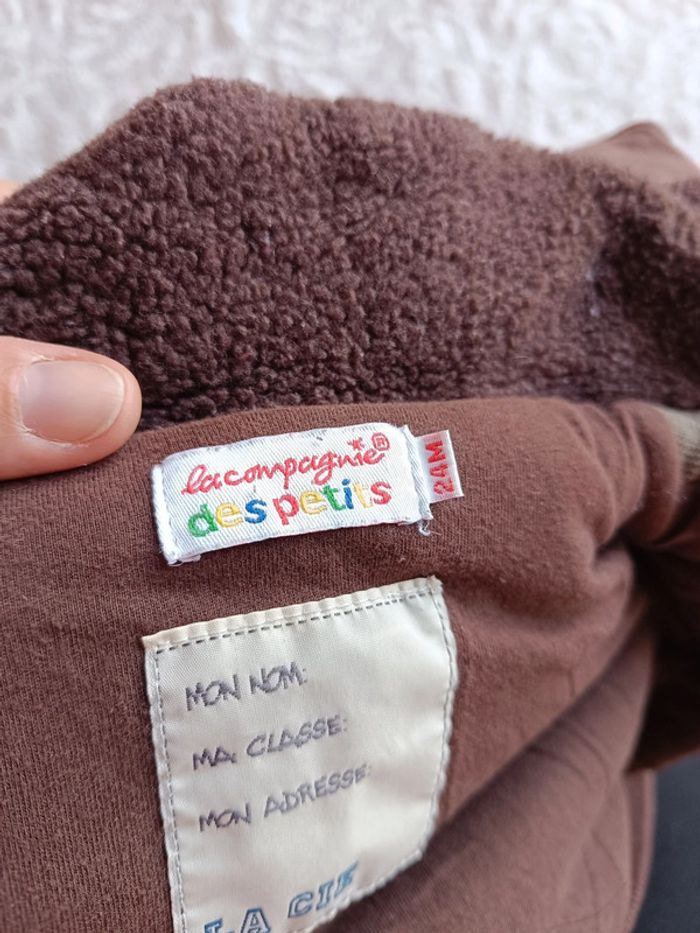 lacompagnie®
des petits
24M
MON NOM:
MA CLASSE:
MON ADRESSE:
LA CIE